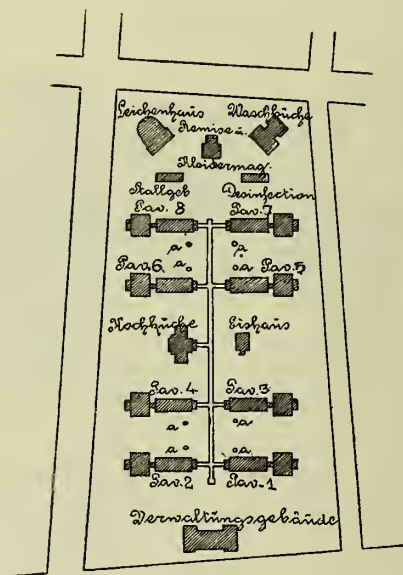 Leichenhaus Waschküche
Remise u.
Kleidermag.
Stallgeb Desinfection
Pav. 8 Pav. 7
a a
a a
Pav. 6 Pav. 5
Kochküche Eishaus
Pav. 4 Pav. 3
a a
a a
Pav. 2 Pav. 1
Verwaltungsgebäude